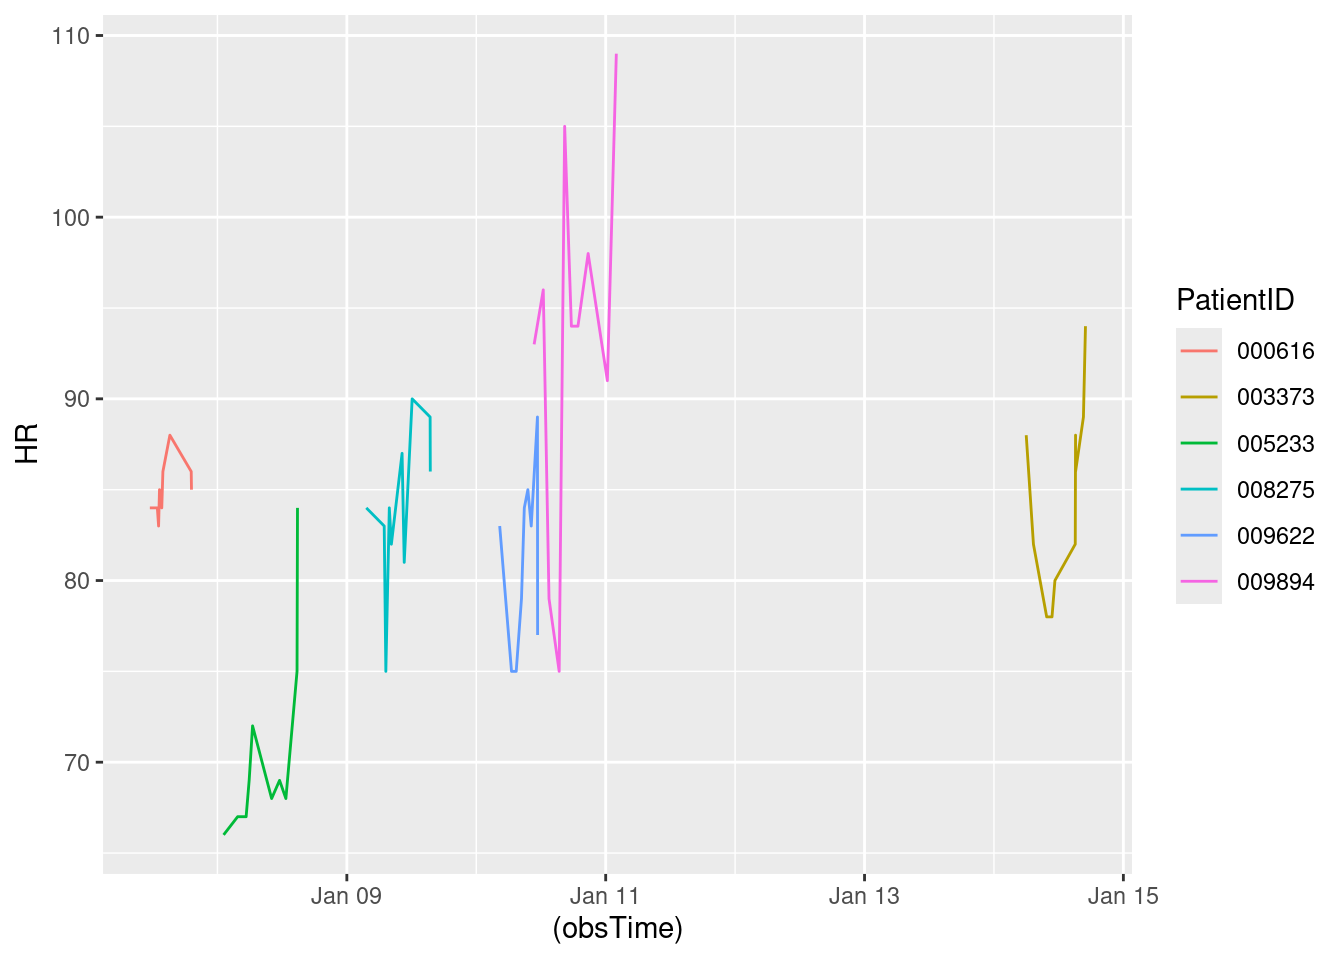 110
100
90
80
70
HR
Jan 09
Jan 11
Jan 13
Jan 15
(obsTime)
PatientID
000616
003373
005233
008275
009622
009894